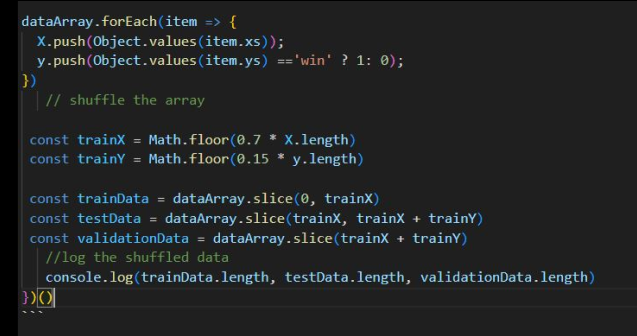 dataArray.forEach(item => {
X.push(Object.values(item.xs));
y.push(Object.values(item.ys) =='win' ? 1: 0);
})
// shuffle the array
const trainX = Math.floor(0.7 * X.length)
const trainY = Math.floor(0.15 * y.length)
const trainData = dataArray.slice(0, trainX)
const testData = dataArray.slice(trainX, trainX + trainY)
const validationData = dataArray.slice(trainX + trainY)
//log the shuffled data
console.log(trainData.length, testData.length, validationData.length)
})()
```